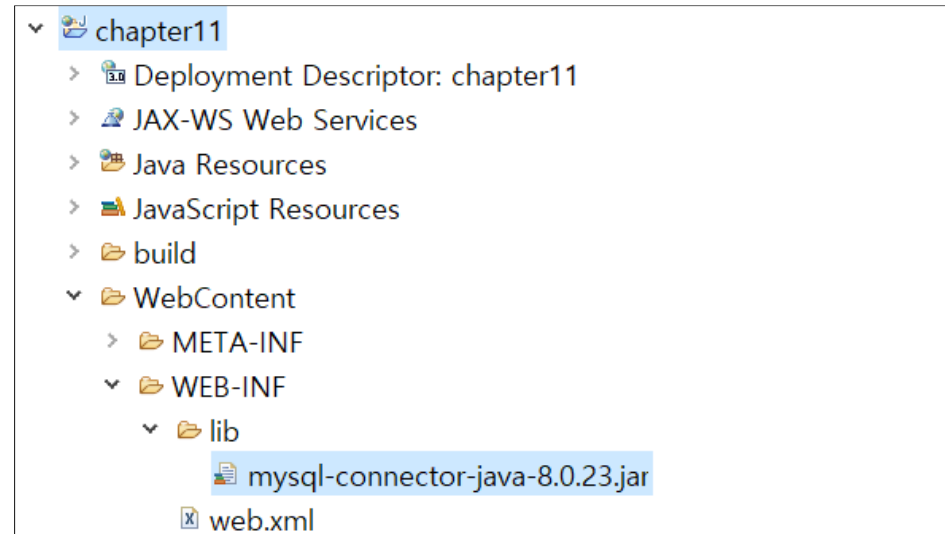 chapter11
Deployment Descriptor: chapter11
JAX-WS Web Services
Java Resources
JavaScript Resources
build
WebContent
META-INF
WEB-INF
lib
mysql-connector-java-8.0.23.jar
web.xml